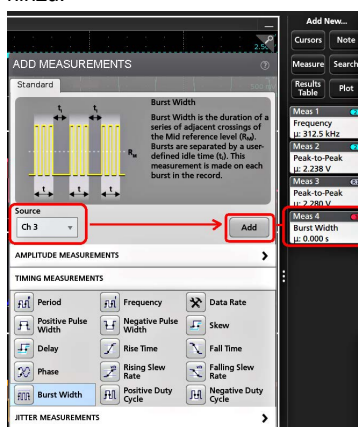 2.50
Add New...
Cursors
Note
Measure
Search
Results
Table
Plot
ADD MEASUREMENTS
Standard
Burst Width
Burst Width is the duration of a
series of adjacent crossings of
the Mid reference level (RM).
Bursts are separated by a user-
defined idle time (tI). This
measurement is made on each
burst in the record.
tI
tI
RM
t
t
t
Source
Ch 3
Add
AMPLITUDE MEASUREMENTS
TIMING MEASUREMENTS
Period
Frequency
Data Rate
Positive Pulse
Width
Negative Pulse
Width
Skew
Delay
Rise Time
Fall Time
Phase
Rising Slew
Rate
Falling Slew
Rate
Burst Width
Positive Duty
Cycle
Negative Duty
Cycle
JITTER MEASUREMENTS
Meas 1
Frequency
µ: 312.5 kHz
Meas 2
Peak-to-Peak
µ: 2.238 V
Meas 3
Peak-to-Peak
µ: 2.280 V
Meas 4
Burst Width
µ: 0.000 s